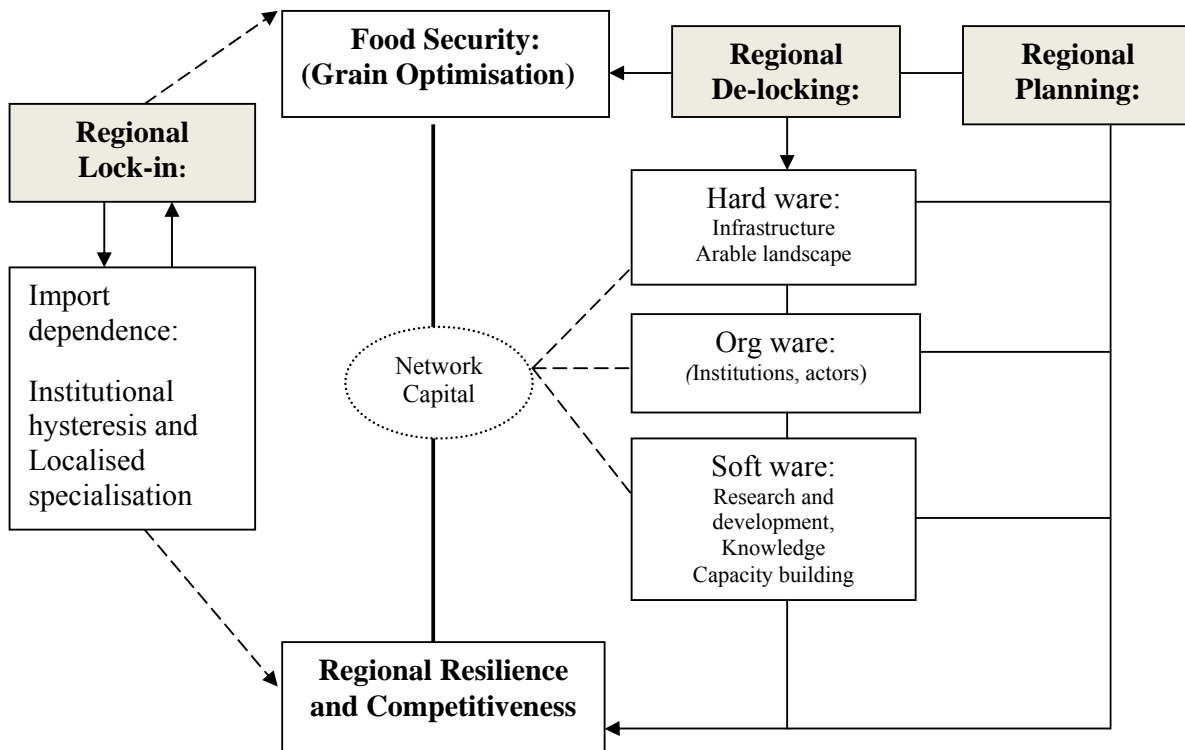 Food Security:
(Grain Optimisation)
Regional
De-locking:
Regional
Planning:
Regional
Lock-in:
Hard ware:
Infrastructure
Arable landscape
Import
dependence:
Institutional
hysteresis and
Localised
specialisation
Network
Capital
Org ware:
(Institutions, actors)
Soft ware:
Research and
development,
Knowledge
Capacity building
Regional Resilience
and Competitiveness